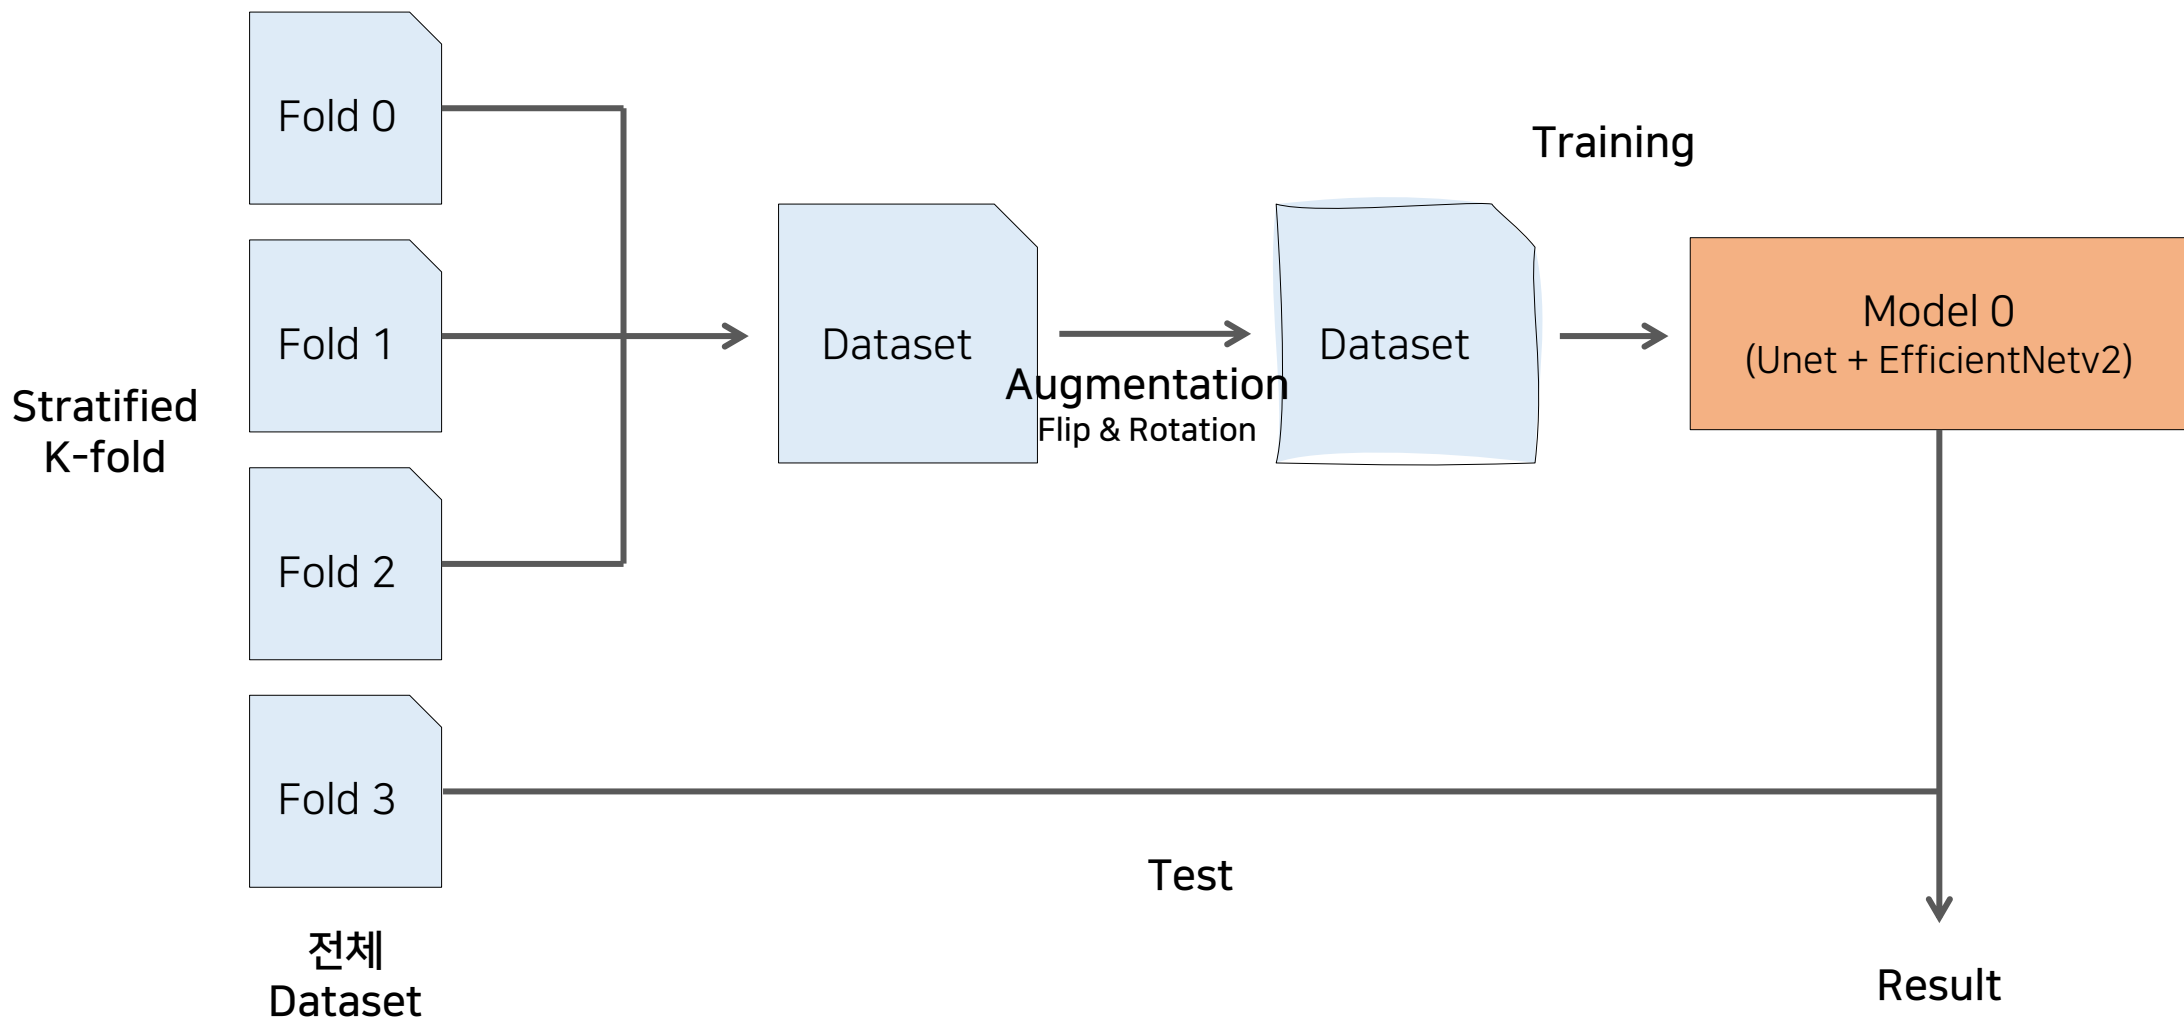 Stratified
K-fold
Fold 0
Fold 1
Fold 2
Fold 3
전체
Dataset
Dataset
Augmentation
Flip & Rotation
Dataset
Training
Model 0
(Unet + EfficientNetv2)
Test
Result